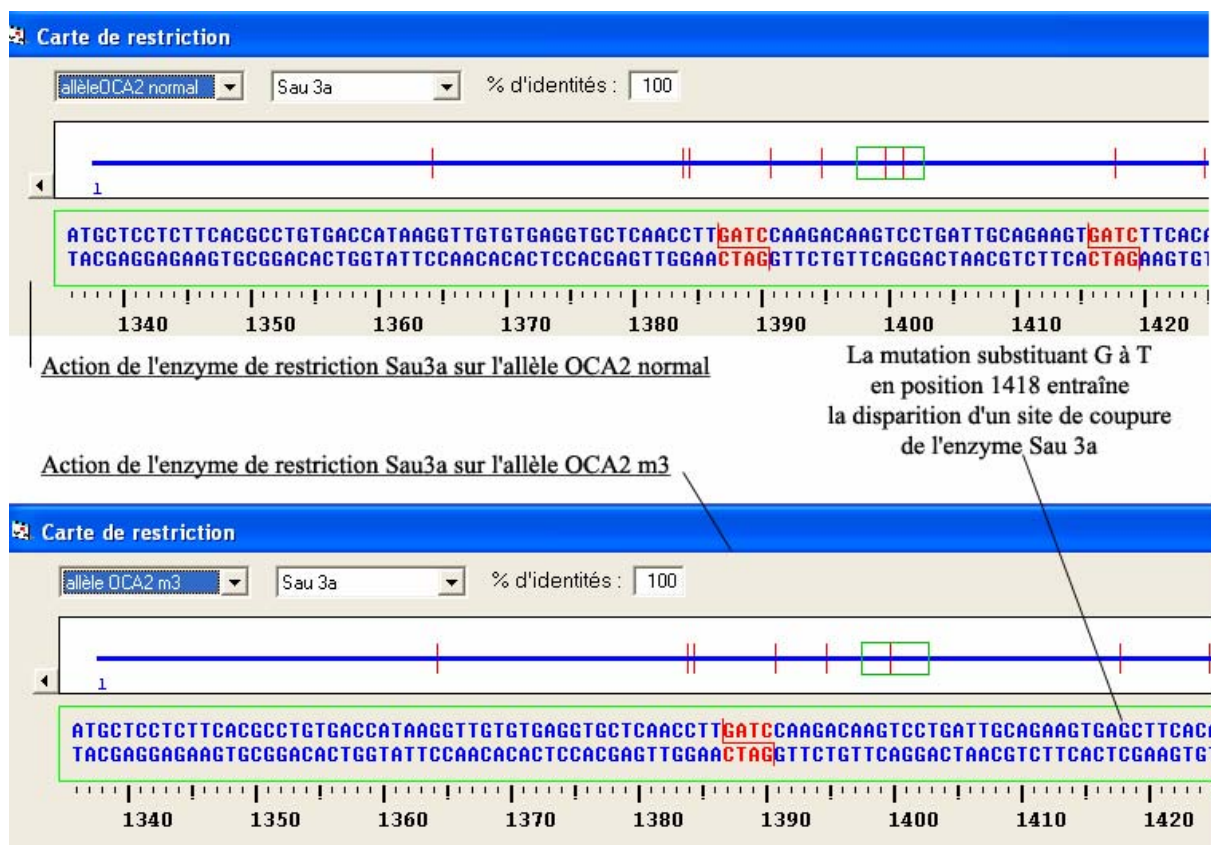 Carte de restriction
allèleOCA2 normal Sau 3a % d'identités : 100
1
ATGCTCCTCTTCACGCCTGTGACCATAAGGTTGTGTGAGGTGCTCAACCTTGATCCAAGACAAGTCCTGATTGCAGAAGTGATCTTCACA
TACGAGGAGAAGTGCGGACACTGGTATTCCAACACACTCCACGAGTTGGAACTAGGTTCTGTTCAGGACTAACGTCTTCACTAGAAGTGT
1340 1350 1360 1370 1380 1390 1400 1410 1420
Action de l'enzyme de restriction Sau3a sur l'allèle OCA2 normal
La mutation substituant G à T
en position 1418 entraîne
la disparition d'un site de coupure
de l'enzyme Sau 3a
Action de l'enzyme de restriction Sau3a sur l'allèle OCA2 m3
Carte de restriction
allèle OCA2 m3 Sau 3a % d'identités : 100
1
ATGCTCCTCTTCACGCCTGTGACCATAAGGTTGTGTGAGGTGCTCAACCTTGATCCAAGACAAGTCCTGATTGCAGAAGTGAGCTTCACA
TACGAGGAGAAGTGCGGACACTGGTATTCCAACACACTCCACGAGTTGGAACTAGGTTCTGTTCAGGACTAACGTCTTCACTCGAAGTGT
1340 1350 1360 1370 1380 1390 1400 1410 1420